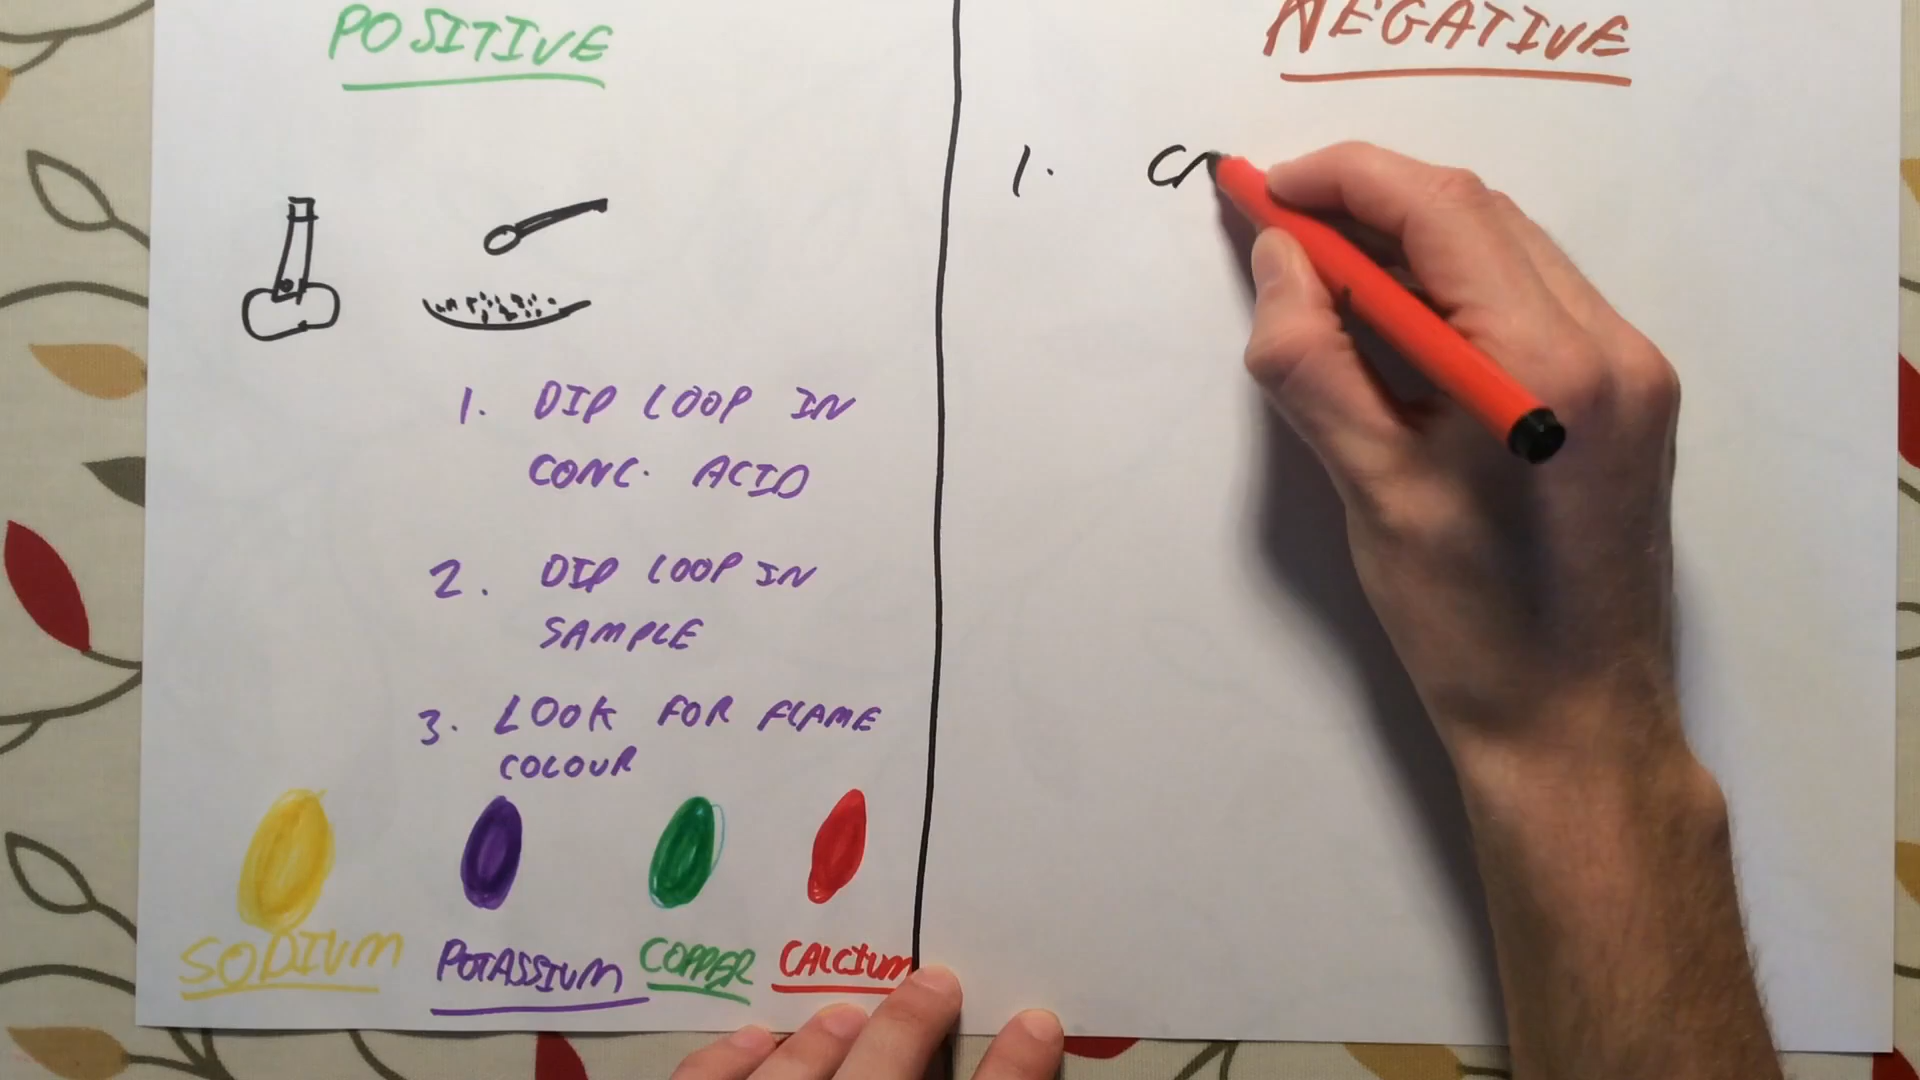 POSITIVE
1. DIP LOOP IN
CONC. ACID
2. DIP LOOP IN
SAMPLE
3. LOOK FOR FLAME
COLOUR
SODIUM
POTASSIUM
COPPER
CALCIUM
NEGATIVE
1.